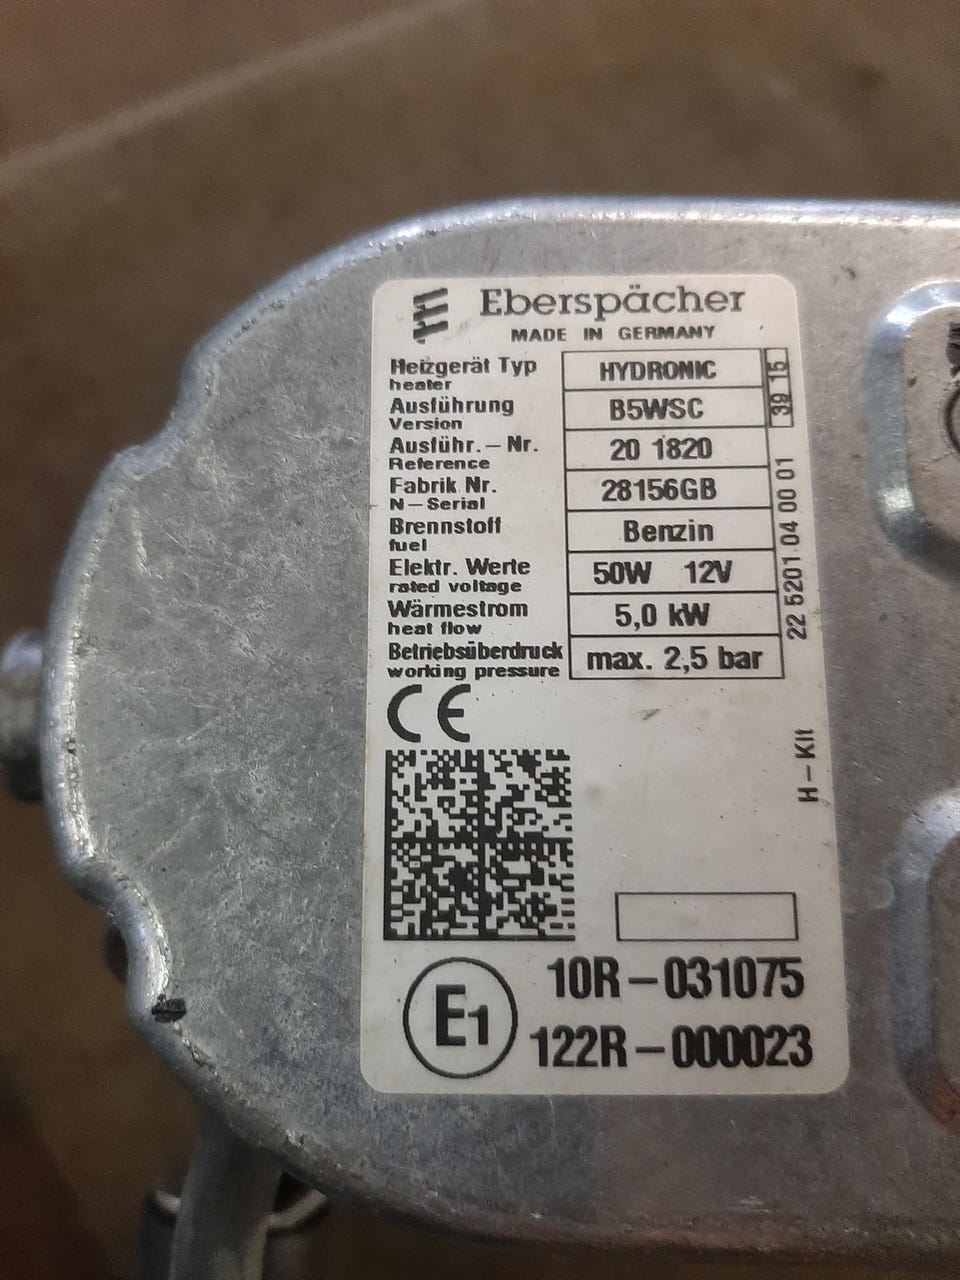 Eberspächer
MADE IN GERMANY
Heizgerät Typ HYDRONIC
heater
Ausführung B5WSC
Version
Ausführ.–Nr. 20 1820
Reference
Fabrik Nr. 28156GB
N–Serial
Brennstoff Benzin
fuel
Elektr. Werte 50W 12V
rated voltage
Wärmestrom 5,0 kW
heat flow
Betriebsüberdruck max. 2,5 bar
working pressure
39 15
22 5201 04 00 01
CE
H–Kit
E1
10R–031075
122R–000023